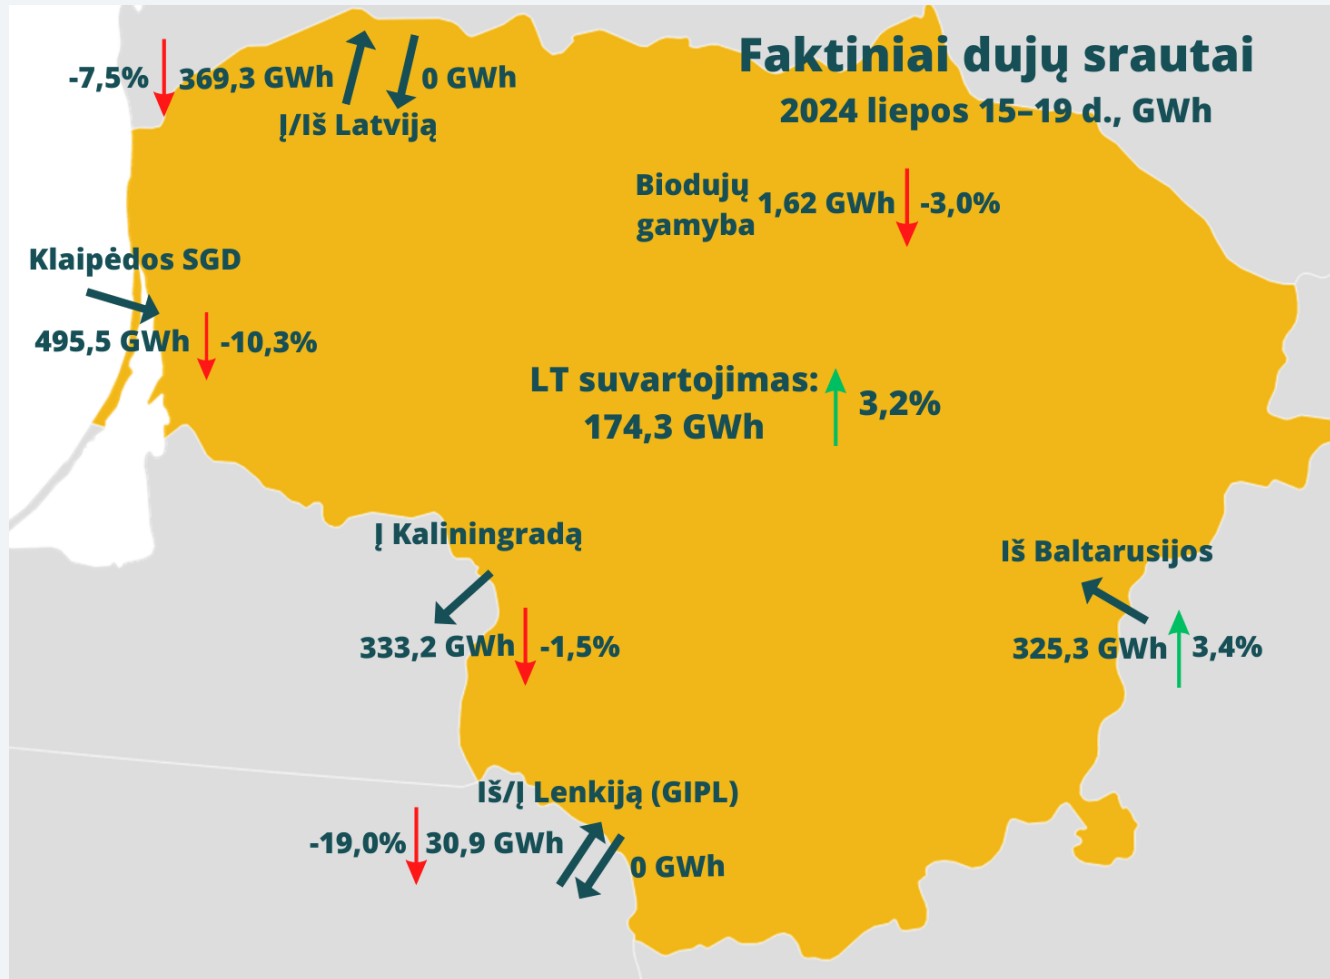 Faktiniai dujų srautai
2024 liepos 15–19 d., GWh
-7,5% 369,3 GWh 0 GWh
Į/Iš Latviją
Biodujų
gamyba 1,62 GWh -3,0%
Klaipėdos SGD
495,5 GWh -10,3%
LT suvartojimas:
174,3 GWh 3,2%
Į Kaliningradą
333,2 GWh -1,5%
Iš Baltarusijos
325,3 GWh 3,4%
Iš/Į Lenkiją (GIPL)
-19,0% 30,9 GWh
0 GWh